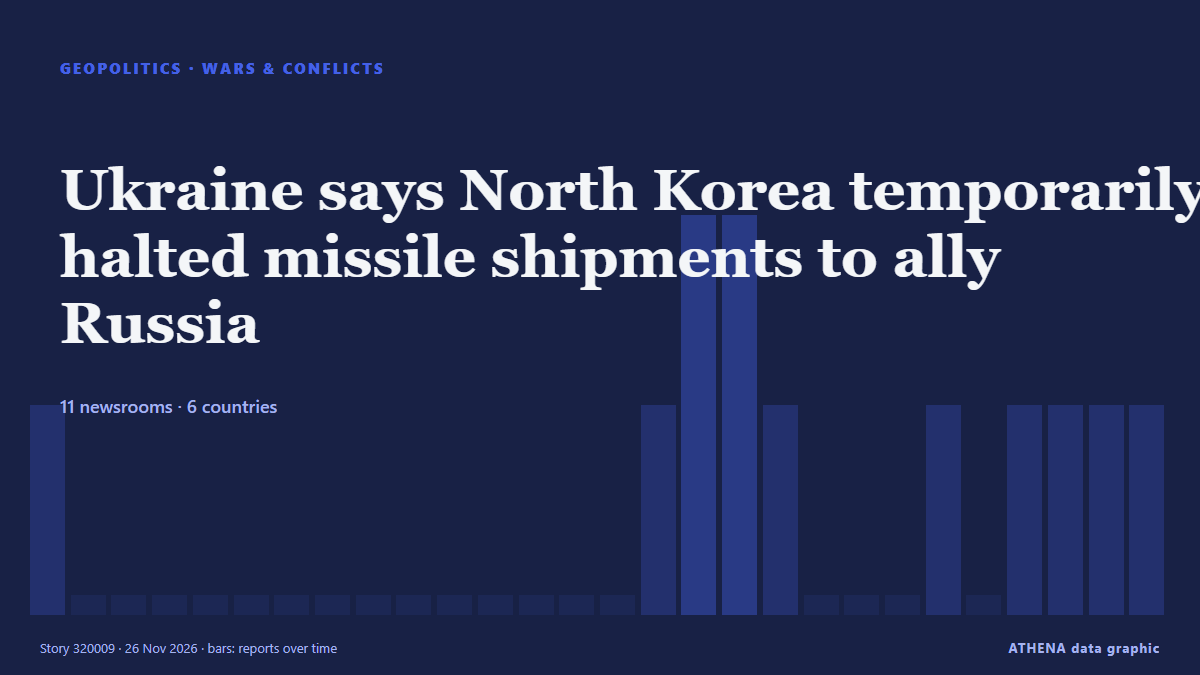 GEOPOLITICS · WARS & CONFLICTS
Ukraine says North Korea temporarily
halted missile shipments to ally
Russia
11 newsrooms · 6 countries
Story 320009 · 26 Nov 2026 · bars: reports over time
ATHENA data graphic